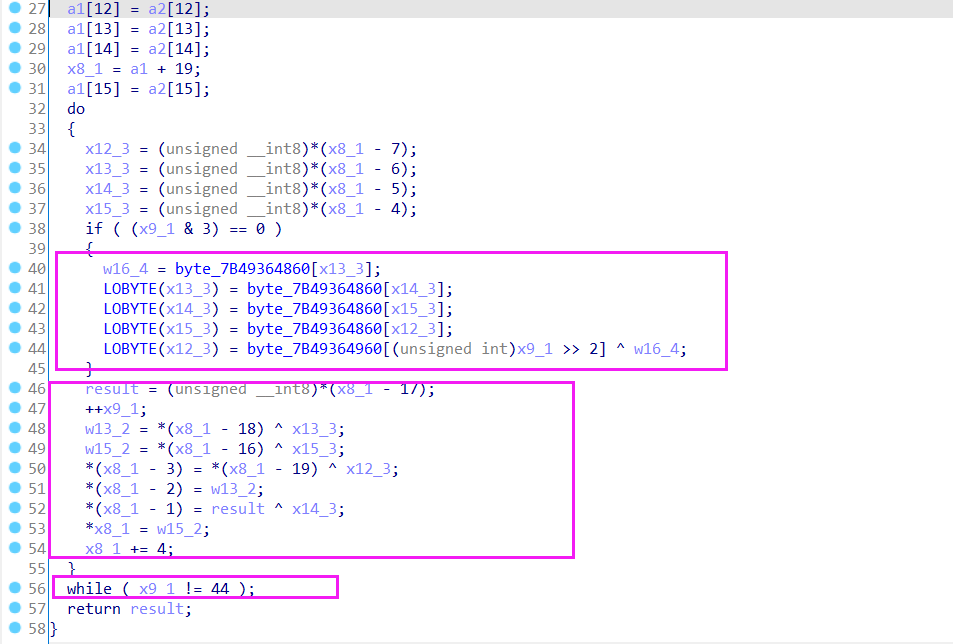 27 a1[12] = a2[12];
28 a1[13] = a2[13];
29 a1[14] = a2[14];
30 x8_1 = a1 + 19;
31 a1[15] = a2[15];
32 do
33 {
34 x12_3 = (unsigned __int8)*(x8_1 - 7);
35 x13_3 = (unsigned __int8)*(x8_1 - 6);
36 x14_3 = (unsigned __int8)*(x8_1 - 5);
37 x15_3 = (unsigned __int8)*(x8_1 - 4);
38 if ( (x9_1 & 3) == 0 )
39 {
40 w16_4 = byte_7B49364860[x13_3];
41 LOBYTE(x13_3) = byte_7B49364860[x14_3];
42 LOBYTE(x14_3) = byte_7B49364860[x15_3];
43 LOBYTE(x15_3) = byte_7B49364860[x12_3];
44 LOBYTE(x12_3) = byte_7B49364960[(unsigned int)x9_1 >> 2] ^ w16_4;
45 }
46 result = (unsigned __int8)*(x8_1 - 17);
47 ++x9_1;
48 w13_2 = *(x8_1 - 18) ^ x13_3;
49 w15_2 = *(x8_1 - 16) ^ x15_3;
50 *(x8_1 - 3) = *(x8_1 - 19) ^ x12_3;
51 *(x8_1 - 2) = w13_2;
52 *(x8_1 - 1) = result ^ x14_3;
53 *x8_1 = w15_2;
54 x8_1 += 4;
55 }
56 while ( x9_1 != 44 );
57 return result;
58 }